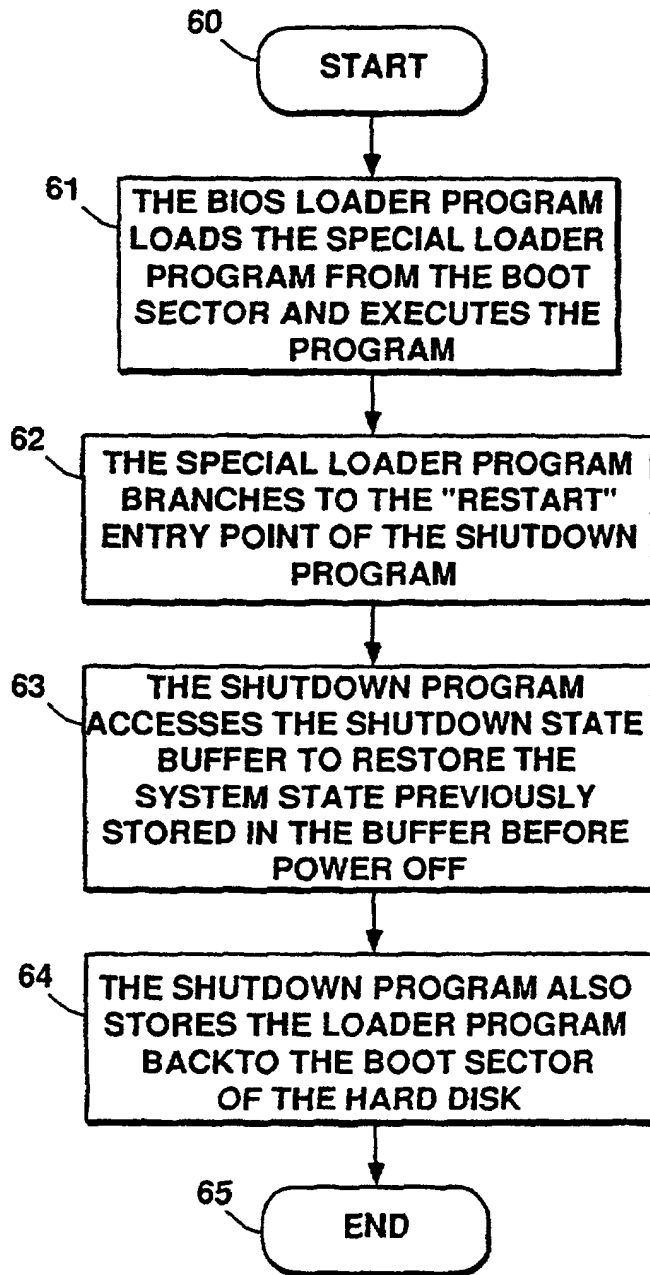 60
START
61
THE BIOS LOADER PROGRAM
LOADS THE SPECIAL LOADER
PROGRAM FROM THE BOOT
SECTOR AND EXECUTES THE
PROGRAM
62
THE SPECIAL LOADER PROGRAM
BRANCHES TO THE "RESTART"
ENTRY POINT OF THE SHUTDOWN
PROGRAM
63
THE SHUTDOWN PROGRAM
ACCESSES THE SHUTDOWN STATE
BUFFER TO RESTORE THE
SYSTEM STATE PREVIOUSLY
STORED IN THE BUFFER BEFORE
POWER OFF
64
THE SHUTDOWN PROGRAM ALSO
STORES THE LOADER PROGRAM
BACKTO THE BOOT SECTOR
OF THE HARD DISK
65
END